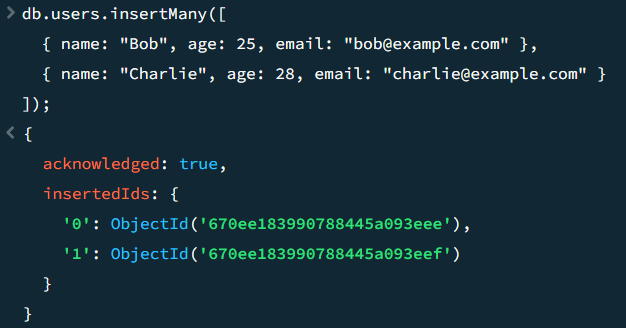 > db.users.insertMany([
{ name: "Bob", age: 25, email: "bob@example.com" },
{ name: "Charlie", age: 28, email: "charlie@example.com" }
]);
< {
acknowledged: true,
insertedIds: {
'0': ObjectId('670ee183990788445a093eee'),
'1': ObjectId('670ee183990788445a093eef')
}
}